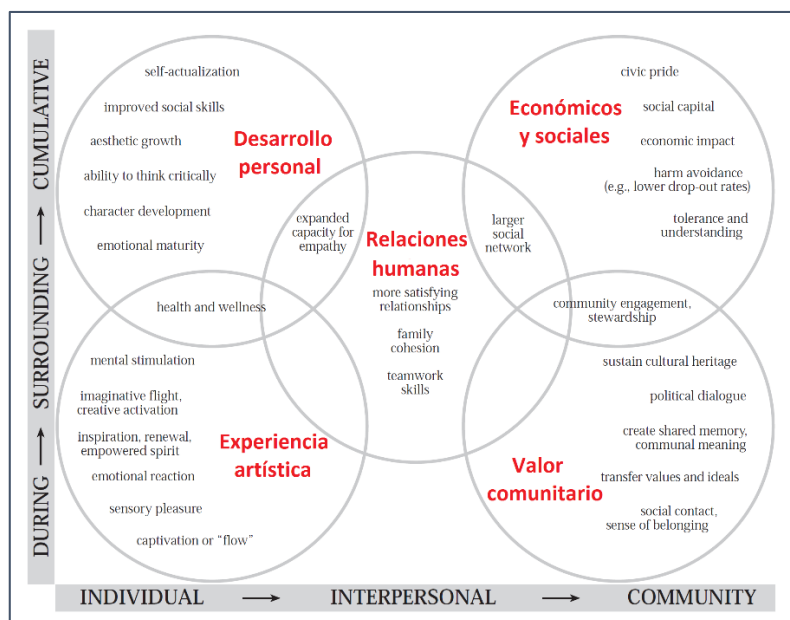 CUMULATIVE
SURROUNDING
DURING
self-actualization
improved social skills
aesthetic growth
ability to think critically
character development
emotional maturity
Desarrollo
personal
expanded
capacity for
empathy
health and wellness
Relaciones
humanas
more satisfying
relationships
family
cohesion
teamwork
skills
larger
social
network
civic pride
Económicos
y sociales
social capital
economic impact
harm avoidance
(e.g., lower drop-out rates)
tolerance and
understanding
community engagement,
stewardship
mental stimulation
imaginative flight,
creative activation
inspiration, renewal,
empowered spirit
emotional reaction
sensory pleasure
captivation or “flow”
Experiencia
artística
sustain cultural heritage
political dialogue
create shared memory,
communal meaning
transfer values and ideals
social contact,
sense of belonging
Valor
comunitario
INDIVIDUAL
INTERPERSONAL
COMMUNITY